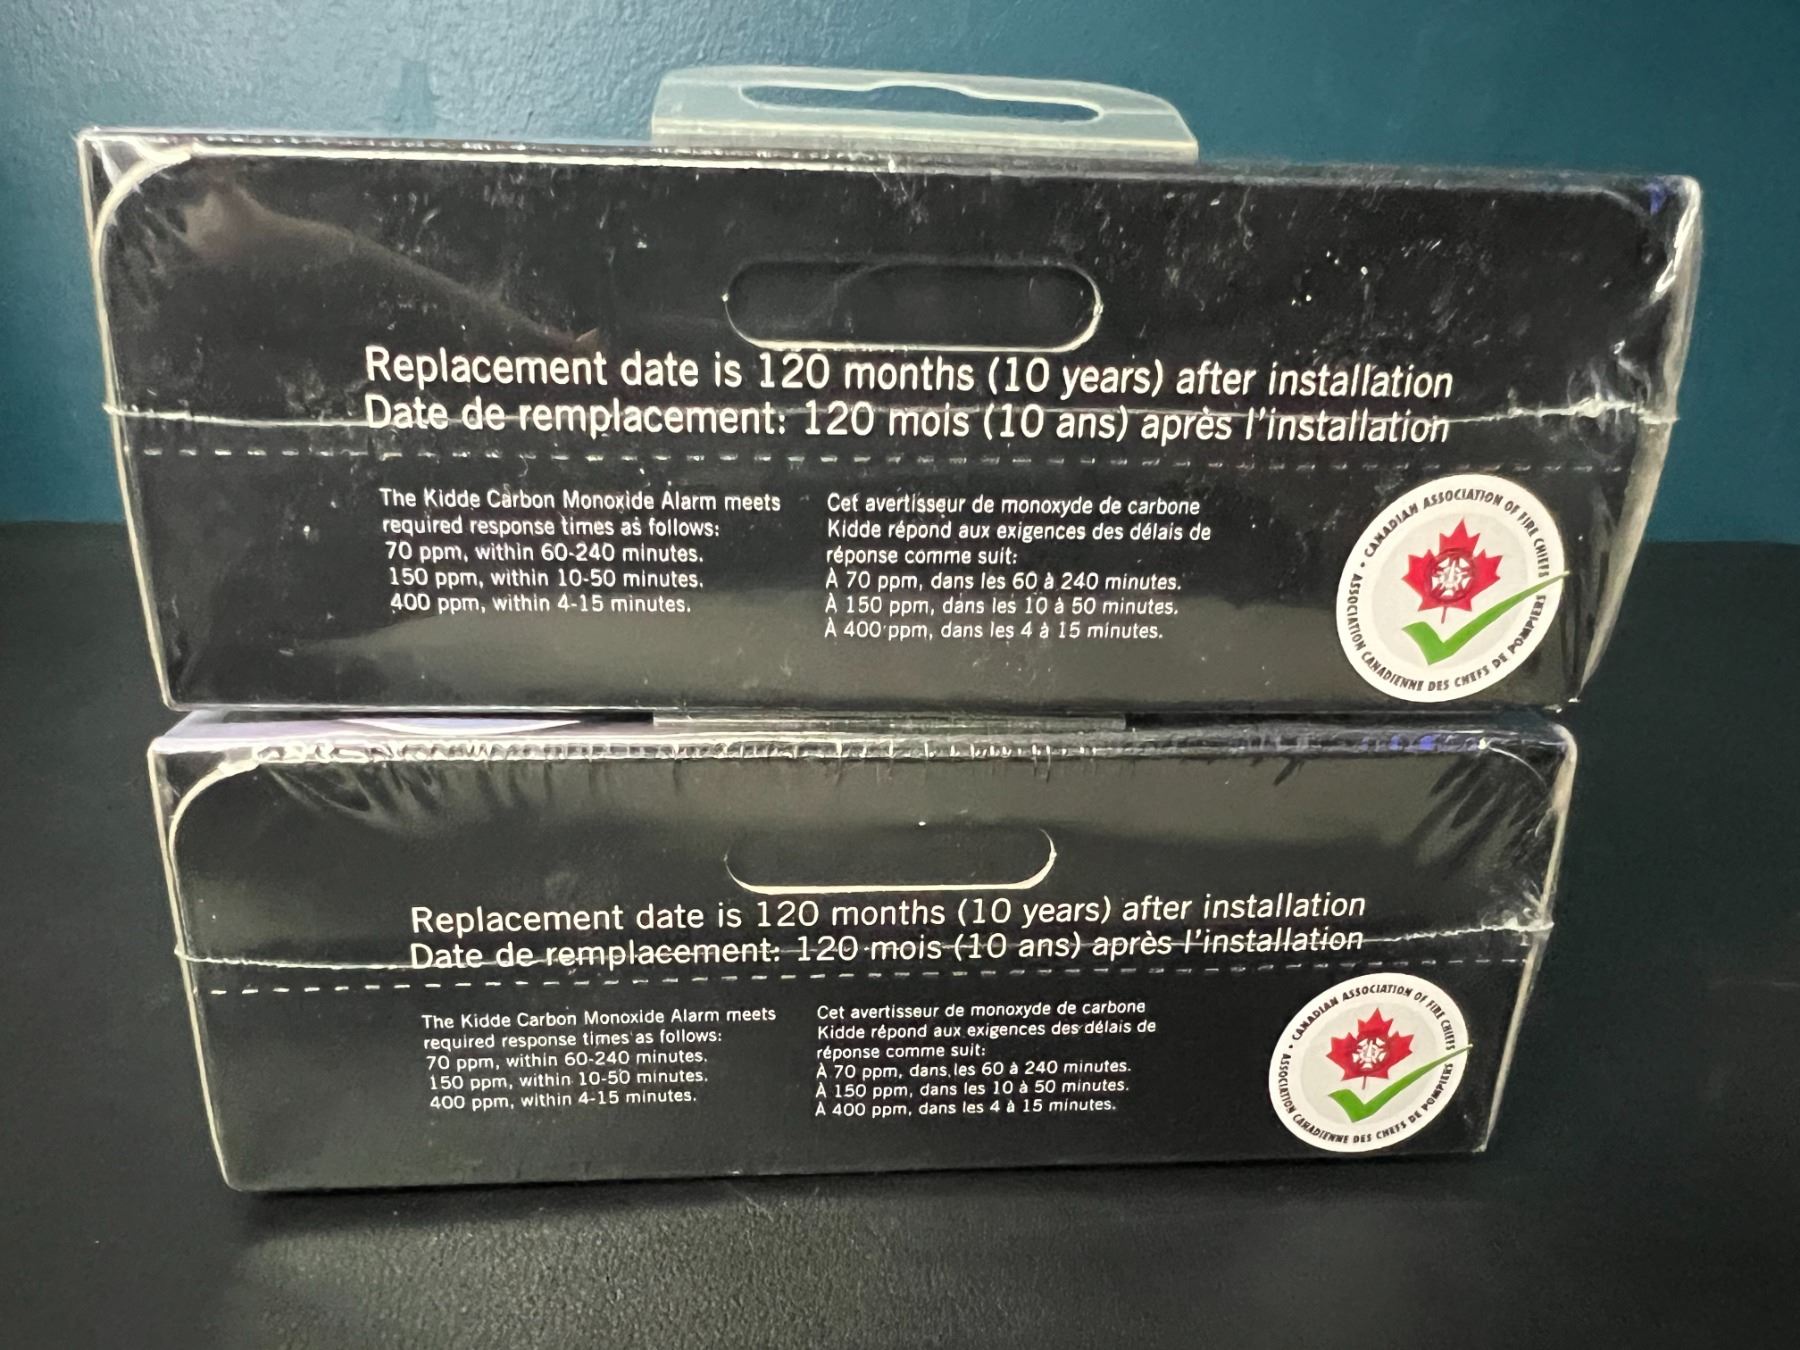 Replacement date is 120 months (10 years) after installation
Date de remplacement: 120 mois (10 ans) après l'installation
The Kidde Carbon Monoxide Alarm meets
required response times as follows:
70 ppm, within 60-240 minutes.
150 ppm, within 10-50 minutes.
400 ppm, within 4-15 minutes.
Cet avertisseur de monoxyde de carbone
Kidde répond aux exigences des délais de
réponse comme suit:
À 70 ppm, dans les 60 à 240 minutes.
À 150 ppm, dans les 10 à 50 minutes.
À 400 ppm, dans les 4 à 15 minutes.
• CANADIAN ASSOCIATION OF FIRE CHIEFS
ASSOCIATION CANADIENNE DES CHEFS DE POMPIERS
Replacement date is 120 months (10 years) after installation
Date de remplacement: 120 mois (10 ans) après l'installation
The Kidde Carbon Monoxide Alarm meets
required response times as follows:
70 ppm, within 60-240 minutes.
150 ppm, within 10-50 minutes.
400 ppm, within 4-15 minutes.
Cet avertisseur de monoxyde de carbone
Kidde répond aux exigences des délais de
réponse comme suit:
À 70 ppm, dans les 60 à 240 minutes.
À 150 ppm, dans les 10 à 50 minutes.
À 400 ppm, dans les 4 à 15 minutes.
• CANADIAN ASSOCIATION OF FIRE CHIEFS
ASSOCIATION CANADIENNE DES CHEFS DE POMPIERS